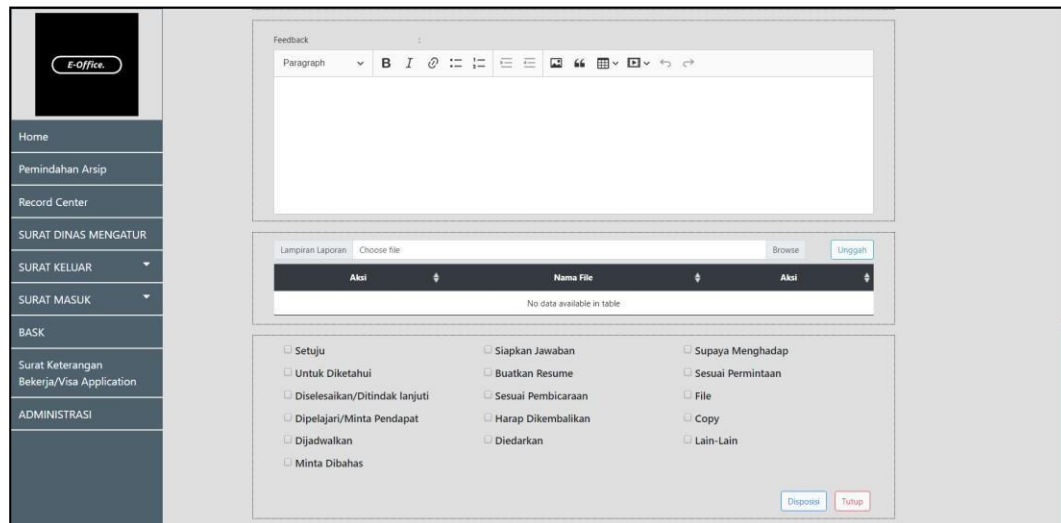 E-Office.
Home
Pemindahan Arsip
Record Center
SURAT DINAS MENGATUR
SURAT KELUAR
SURAT MASUK
BASK
Surat Keterangan
Bekerja/Visa Application
ADMINISTRASI
Feedback :
Paragraph
Lampiran Laporan Choose file Browse Unggah
Aksi Nama File Aksi
No data available in table
Setuju Siapkan Jawaban Supaya Menghadap
Untuk Diketahui Buatkan Resume Sesuai Permintaan
Diselesaikan/Ditindak lanjuti Sesuai Pembicaraan File
Dipelajari/Minta Pendapat Harap Dikembalikan Copy
Dijadwalkan Diedarkan Lain-Lain
Minta Dibahas
Disposisi Tutup